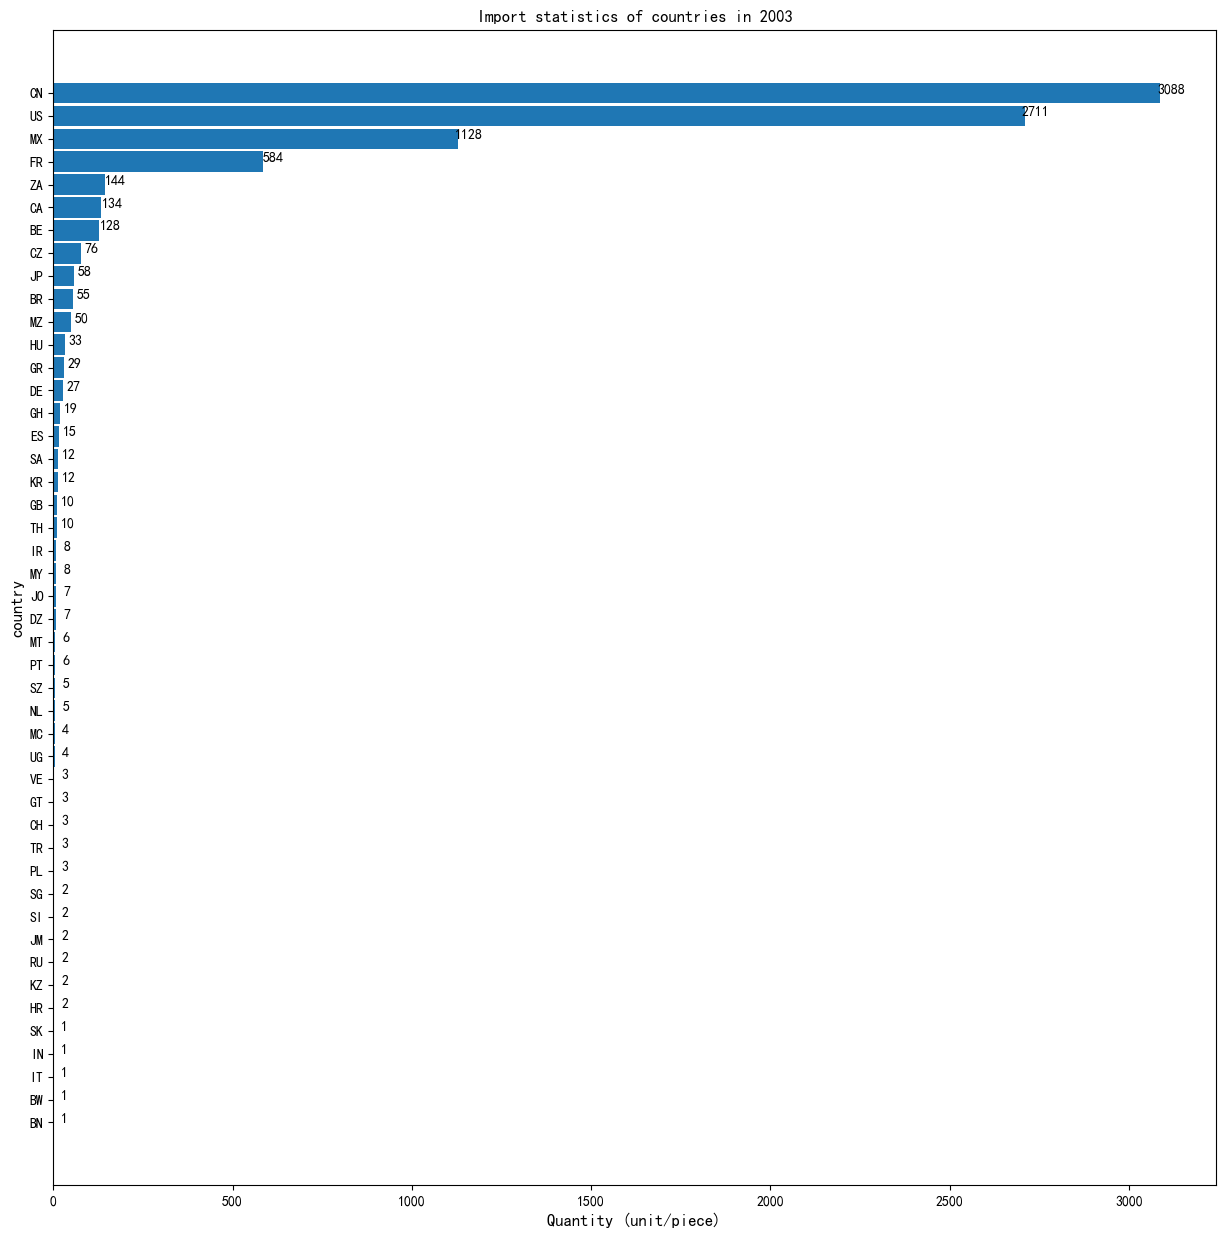 Import statistics of countries in 2003
CN 3088
US 2711
MX 1128
FR 584
ZA 144
CA 134
BE 128
CZ 76
JP 58
BR 55
MZ 50
HU 33
GR 29
DE 27
GH 19
ES 15
SA 12
KR 12
GB 10
TH 10
IR 8
MY 8
JO 7
DZ 7
MT 6
PT 6
SZ 5
NL 5
MC 4
UG 4
VE 3
GT 3
CH 3
TR 3
PL 3
SG 2
SI 2
JM 2
RU 2
KZ 2
HR 2
SK 1
IN 1
IT 1
BW 1
BN 1
country
0 500 1000 1500 2000 2500 3000
Quantity (unit/piece)